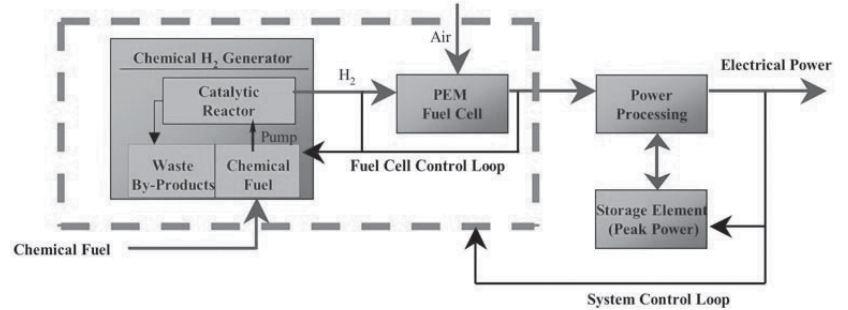 Air
Electrical Power
Chemical H₂ Generator
H₂
Catalytic
Reactor
PEM
Fuel Cell
Power
Processing
Pump
Waste
By-Products
Chemical
Fuel
Fuel Cell Control Loop
Storage Element
(Peak Power)
Chemical Fuel
System Control Loop